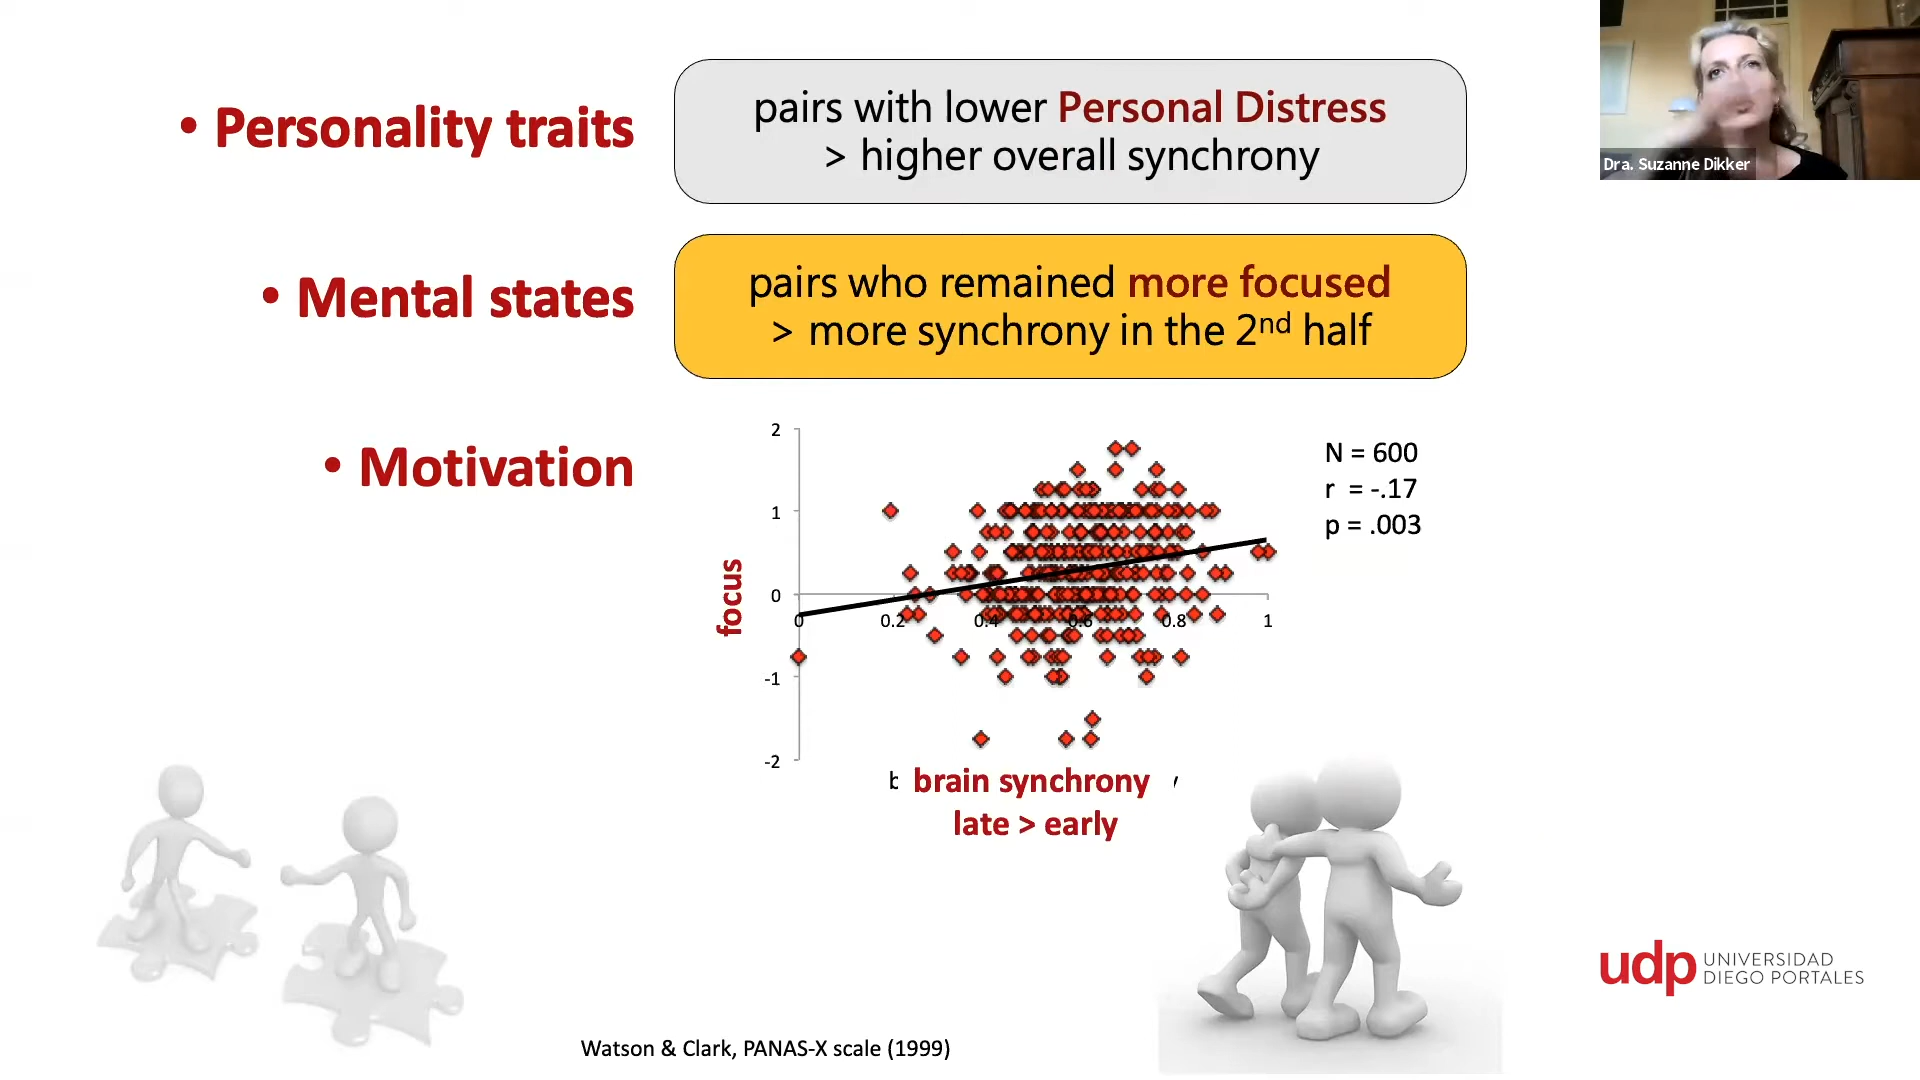 • Personality traits
pairs with lower Personal Distress
> higher overall synchrony
Dra. Suzanne Dikker
• Mental states
pairs who remained more focused
> more synchrony in the 2nd half
• Motivation
2
1
0
-1
-2
focus
0
0.2
0.4
0.6
0.8
1
N = 600
r = -.17
p = .003
brain synchrony
late > early
udp UNIVERSIDAD
DIEGO PORTALES
Watson & Clark, PANAS-X scale (1999)